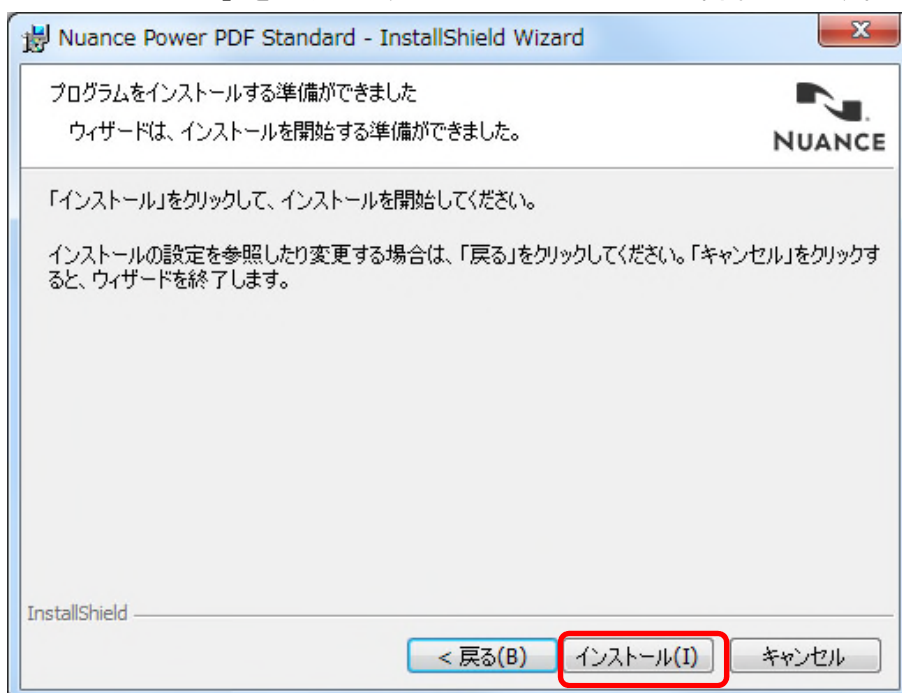 Nuance Power PDF Standard - InstallShield Wizard
プログラムをインストールする準備ができました
ウィザードは、インストールを開始する準備ができました。
NUANCE
「インストール」をクリックして、インストールを開始してください。
インストールの設定を参照したり変更する場合は、「戻る」をクリックしてください。「キャンセル」をクリックす
ると、ウィザードを終了します。
InstallShield
< 戻る(B)
インストール(I)
キャンセル